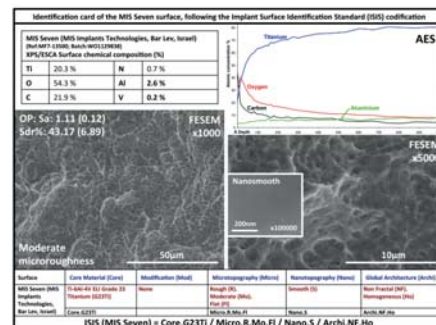 Identification card of the MIS Seven surface, following the Implant Surface Identification Standard (ISIS) codification
MIS Seven (MIS Implants Technologies, Bar Lev, Israel)
(Ref.MF7-13500, Batch WO1129838)
XPS/ESCA Surface chemical composition (%)
Ti 20.3 % N 0.7 %
O 54.3 % Al 2.6 %
C 21.9 % V 0.2 %
AES
Titanium
Oxygen
Carbon
Aluminium
OP: Sa: 1.11 (0.12)
Sdr%: 43.17 (6.89)
FESEM
x1000
Moderate
microroughness
50µm
FESEM
x5000
Nanosmooth
200nm x100000
10µm
Surface Core Material (Core) Modification (Mod) Microtopography (Micro) Nanotopography (Nano) Global Architecture (Archi)
MIS Seven (MIS Implants Technologies, Bar Lev, Israel)
Ti-6Al-4V ELI Grade 23 Titanium (G23Ti)
None
Rough (R), Moderate (Mo), Flat (Fl)
Smooth (S)
Non Fractal (NF), Homogenous (Ho)
Core.G23Ti Micro.R.Mo.Fl Nano.S Archi.NF.Ho
ISIS (MIS Seven) = Core.G23Ti / Micro.R.Mo.Fl / Nano.S / Archi.NF.Ho